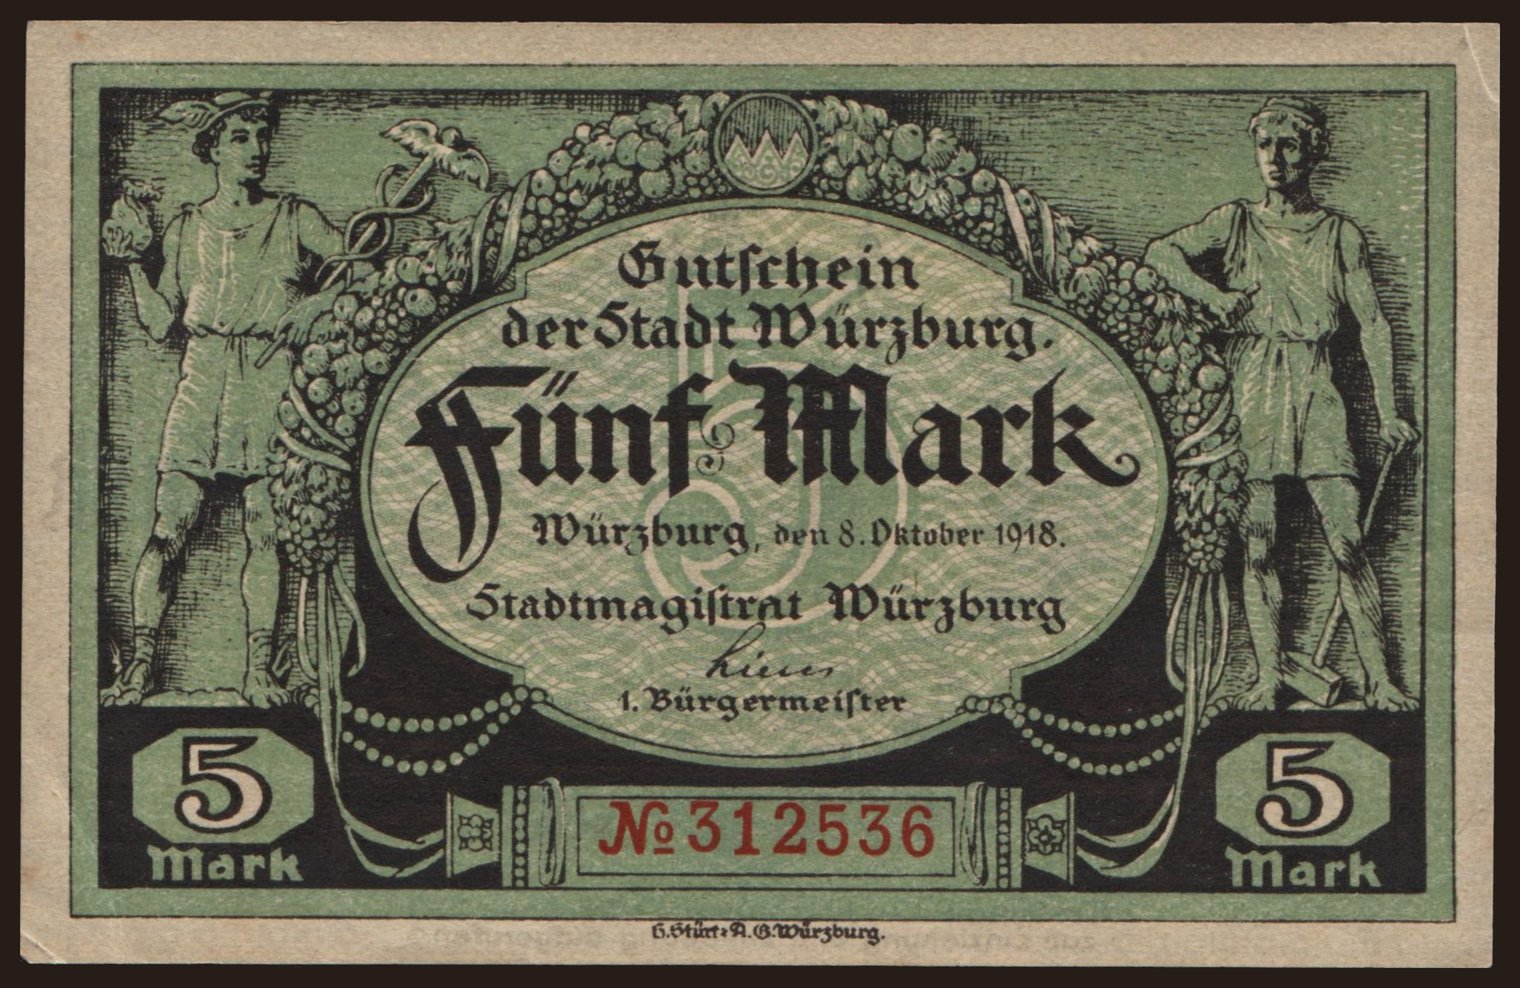 Gutschein
der Stadt Würzburg.
5
Fünf Mark
Würzburg, den 8. Oktober 1918.
Stadtmagistrat Würzburg
1. Bürgermeister
5
Mark
№ 312536
5
Mark
H. Stürtz A. G. Würzburg.